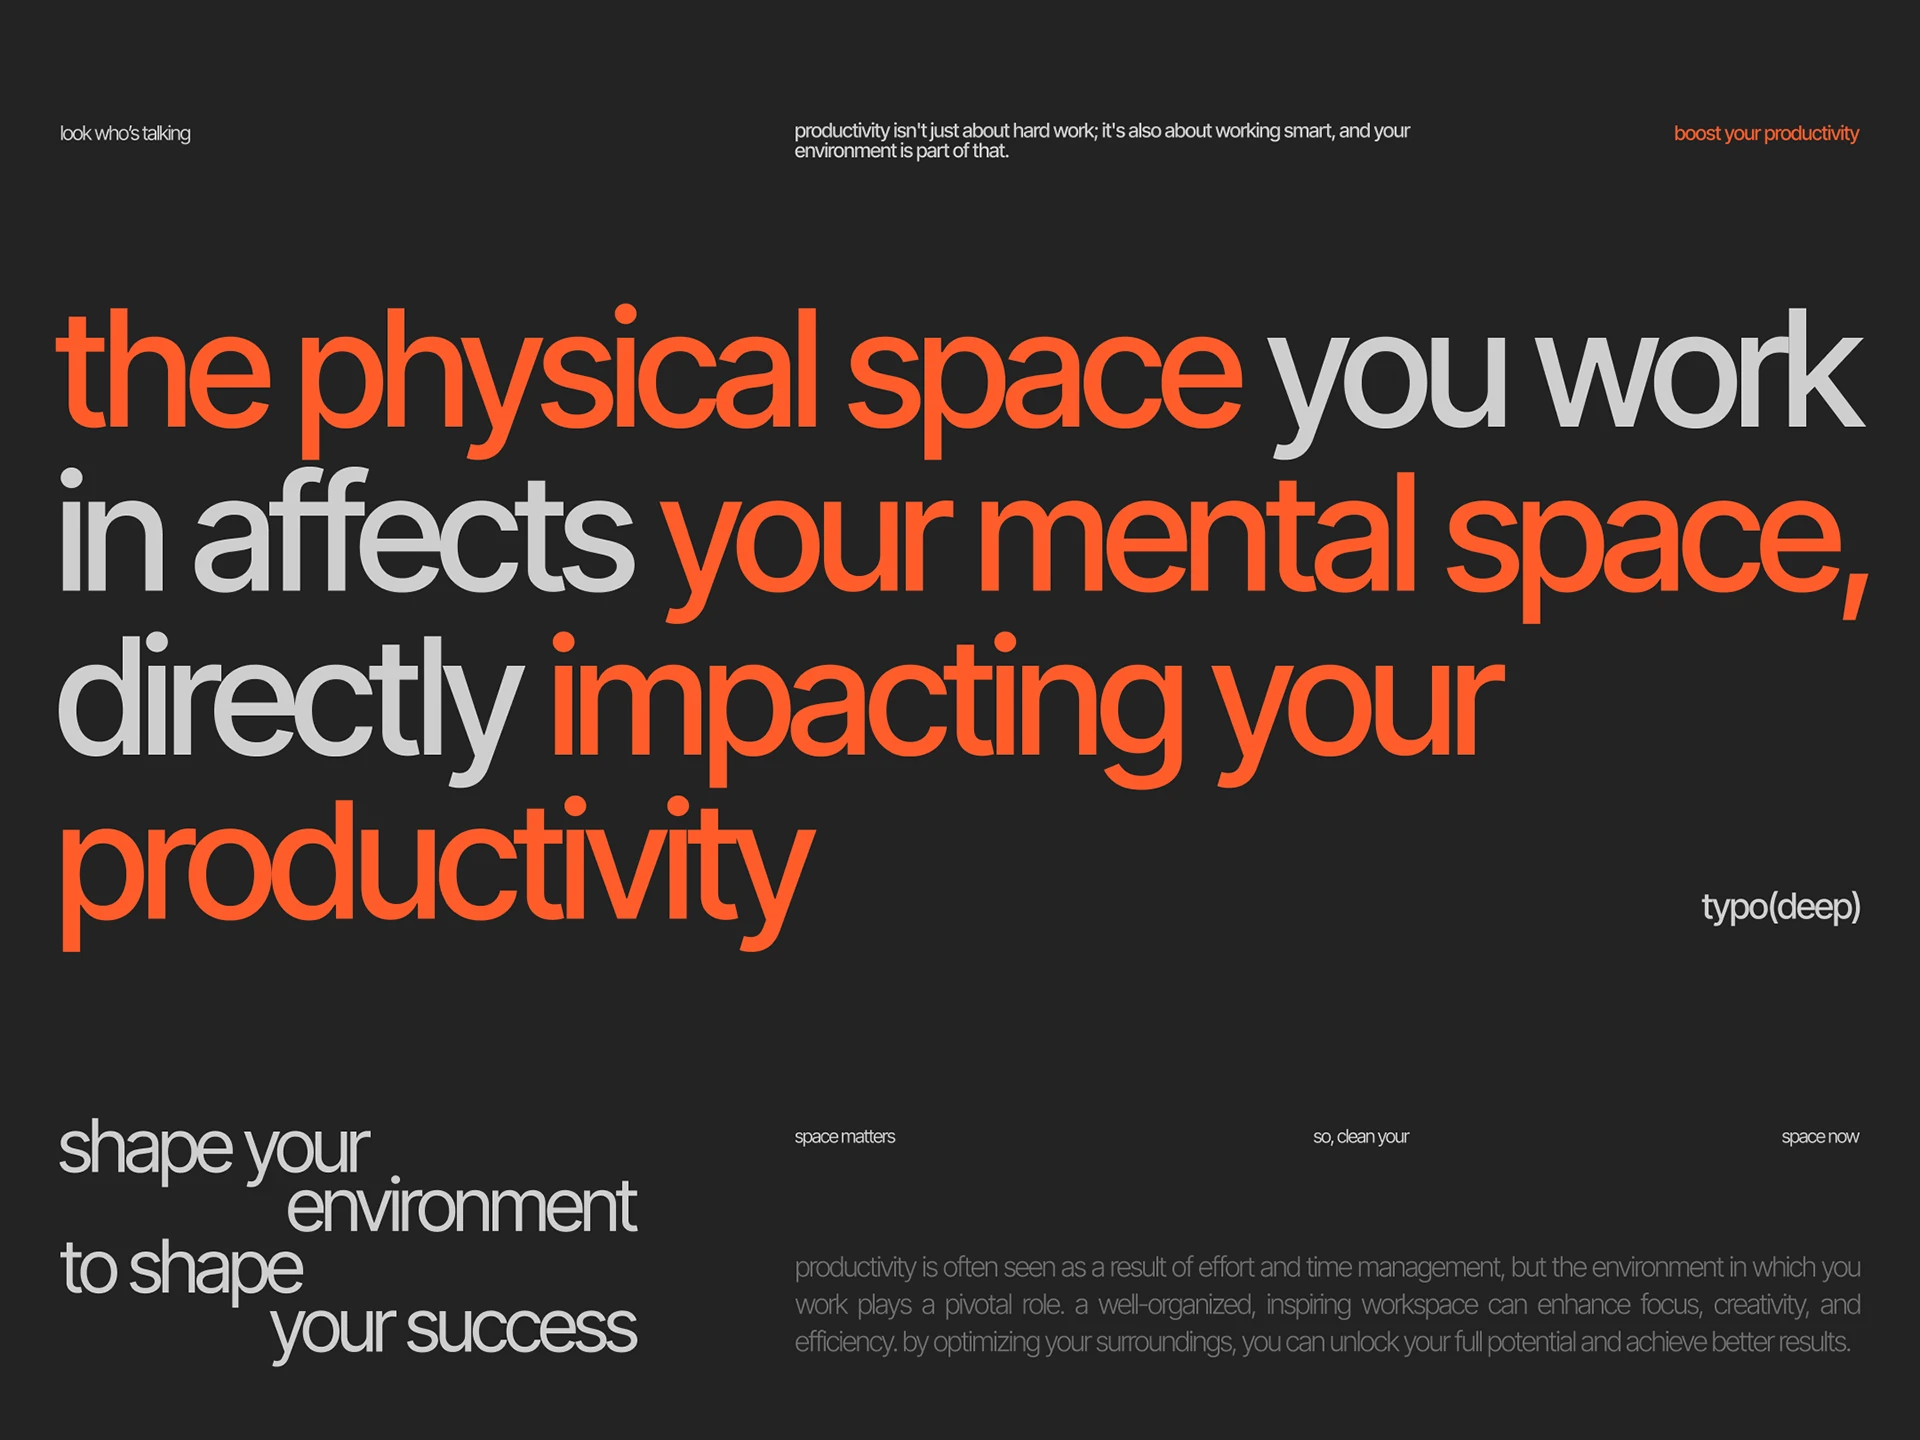 look who’s talking
productivity isn't just about hard work; it's also about working smart, and your
environment is part of that.
boost your productivity
the physical space you work
in affects your mental space,
directly impacting your
productivity
typo(deep)
shape your
environment
to shape
your success
space matters
so, clean your
space now
productivity is often seen as a result of effort and time management, but the environment in which you
work plays a pivotal role. a well-organized, inspiring workspace can enhance focus, creativity, and
efficiency. by optimizing your surroundings, you can unlock your full potential and achieve better results.